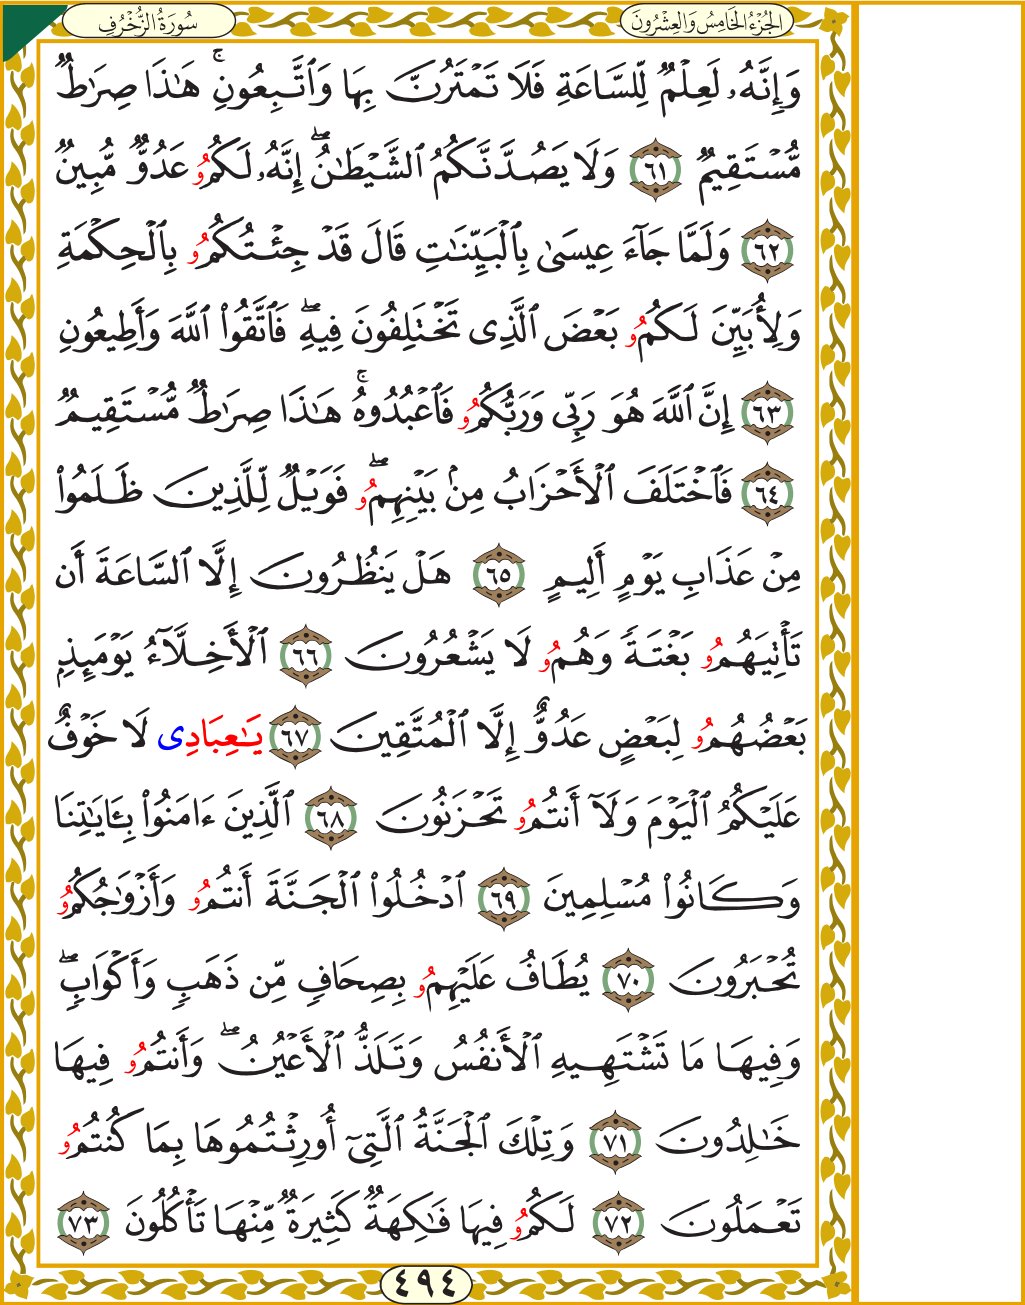 سُورَةُ الزُّخْرُفِ
الجُزْءُ الخَامِسُ وَالعِشْرُونَ
وَإِنَّهُۥ لَعِلْمٌ لِّلسَّاعَةِ فَلَا تَمْتَرُنَّ بِهَا وَٱتَّبِعُونِۚ هَٰذَا صِرَٰطٌ
مُّسْتَقِيمٌ ٦١ وَلَا يَصُدَّنَّكُمُ ٱلشَّيْطَٰنُۖ إِنَّهُۥ لَكُمُۥ عَدُوٌّ مُّبِينٌ
٦٢ وَلَمَّا جَآءَ عِيسَىٰ بِٱلْبَيِّنَٰتِ قَالَ قَدْ جِئْتُكُمُۥ بِٱلْحِكْمَةِ
وَلِأُبَيِّنَ لَكُمُۥ بَعْضَ ٱلَّذِى تَخْتَلِفُونَ فِيهِۖ فَٱتَّقُوا۟ ٱللَّهَ وَأَطِيعُونِ
٦٣ إِنَّ ٱللَّهَ هُوَ رَبِّى وَرَبُّكُمُۥ فَٱعْبُدُوهُۚ هَٰذَا صِرَٰطٌ مُّسْتَقِيمٌ
٦٤ فَٱخْتَلَفَ ٱلْأَحْزَابُ مِنۢ بَيْنِهِمُۥۖ فَوَيْلٌ لِّلَّذِينَ ظَلَمُوا۟
مِنْ عَذَابِ يَوْمٍ أَلِيمٍ ٦٥ هَلْ يَنظُرُونَ إِلَّا ٱلسَّاعَةَ أَن
تَأْتِيَهُمُۥ بَغْتَةً وَهُمُۥ لَا يَشْعُرُونَ ٦٦ ٱلْأَخِلَّآءُ يَوْمَئِذٍۭ
بَعْضُهُمُۥ لِبَعْضٍ عَدُوٌّ إِلَّا ٱلْمُتَّقِينَ ٦٧ يَٰعِبَادِى لَا خَوْفٌ
عَلَيْكُمُ ٱلْيَوْمَ وَلَآ أَنتُمُۥ تَحْزَنُونَ ٦٨ ٱلَّذِينَ ءَامَنُوا۟ بِـَٔايَٰتِنَا
وَكَانُوا۟ مُسْلِمِينَ ٦٩ ٱدْخُلُوا۟ ٱلْجَنَّةَ أَنتُمُۥ وَأَزْوَٰجُكُمُۥ
تُحْبَرُونَ ٧٠ يُطَافُ عَلَيْهِمُۥ بِصِحَافٍ مِّن ذَهَبٍ وَأَكْوَابٍۖ
وَفِيهَا مَا تَشْتَهِيهِ ٱلْأَنفُسُ وَتَلَذُّ ٱلْأَعْيُنُۖ وَأَنتُمُۥ فِيهَا
خَٰلِدُونَ ٧١ وَتِلْكَ ٱلْجَنَّةُ ٱلَّتِىٓ أُورِثْتُمُوهَا بِمَا كُنتُمُۥ
تَعْمَلُونَ ٧٢ لَكُمُۥ فِيهَا فَٰكِهَةٌ كَثِيرَةٌ مِّنْهَا تَأْكُلُونَ ٧٣
٤٩٤